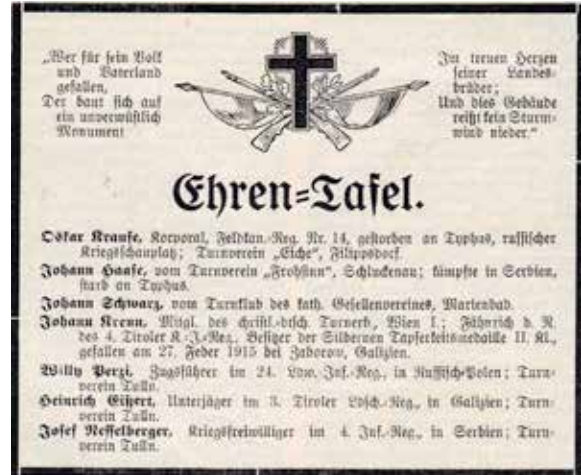 „Wer für sein Volk
und Vaterland
gefallen,
Der baut sich auf
ein unverwüstlich
Monument
Im treuen Herzen
seiner Landes-
brüder;
Und dies Gebäude
reißt kein Sturm-
wind nieder.“
Ehren-Tafel.
Oskar Krause, Korporal, Feldkan.-Reg. Nr. 14, gestorben an Typhus, russischer
Kriegsschauplatz; Turnverein „Eiche“, Filippsdorf.
Johann Haase, vom Turnverein „Frohsinn“, Schluckenau; kämpfte in Serbien,
starb an Typhus.
Johann Schwarz, vom Turnklub des kath. Gesellenvereines, Marienbad.
Johann Krenn, Mitgl. des christl.-dtsch. Turnerb., Wien I.; Fähnrich d. R.
des 4. Tiroler K.-J.-Reg., Besitzer der Silbernen Tapferkeitsmedaille II. Kl.,
gefallen am 27. Feber 1915 bei Zaborow, Galizien.
Willy Perzi, Zugsführer im 24. Ldw. Inf.-Reg., in Russisch-Polen; Turn-
verein Tulln.
Heinrich Eißert, Unterjäger im 3. Tiroler Ldsch.-Reg., in Galizien; Turn-
verein Tulln.
Josef Nesselberger, Kriegsfreiwilliger im 4. Inf.-Reg., in Serbien; Turn-
verein Tulln.